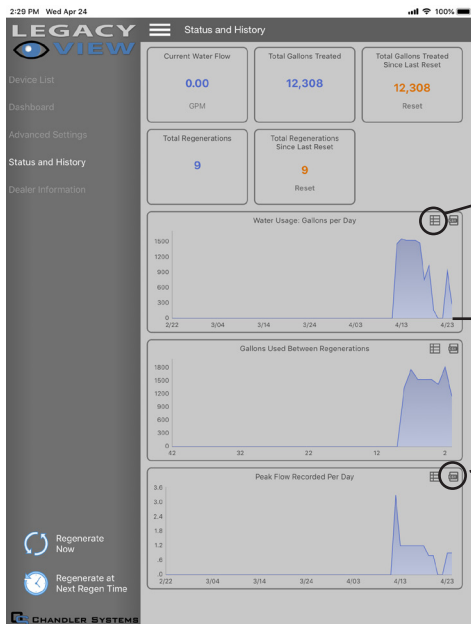 2:29 PM Wed Apr 24
100%
LEGACY
VIEW
Status and History
Device List
Dashboard
Advanced Settings
Status and History
Dealer Information
Current Water Flow
0.00
GPM
Total Gallons Treated
12,308
Total Gallons Treated
Since Last Reset
12,308
Reset
Total Regenerations
9
Total Regenerations
Since Last Reset
9
Reset
Water Usage: Gallons per Day
1500
1200
900
600
300
0
2/22 3/04 3/14 3/24 4/03 4/13 4/23
Gallons Used Between Regenerations
1800
1500
1200
900
600
300
0
42 32 22 12 2
Peak Flow Recorded Per Day
3.6
3.0
2.4
1.8
1.2
.6
.0
2/22 3/04 3/14 3/24 4/03 4/13 4/23
Regenerate
Now
Regenerate at
Next Regen Time
CHANDLER SYSTEMS